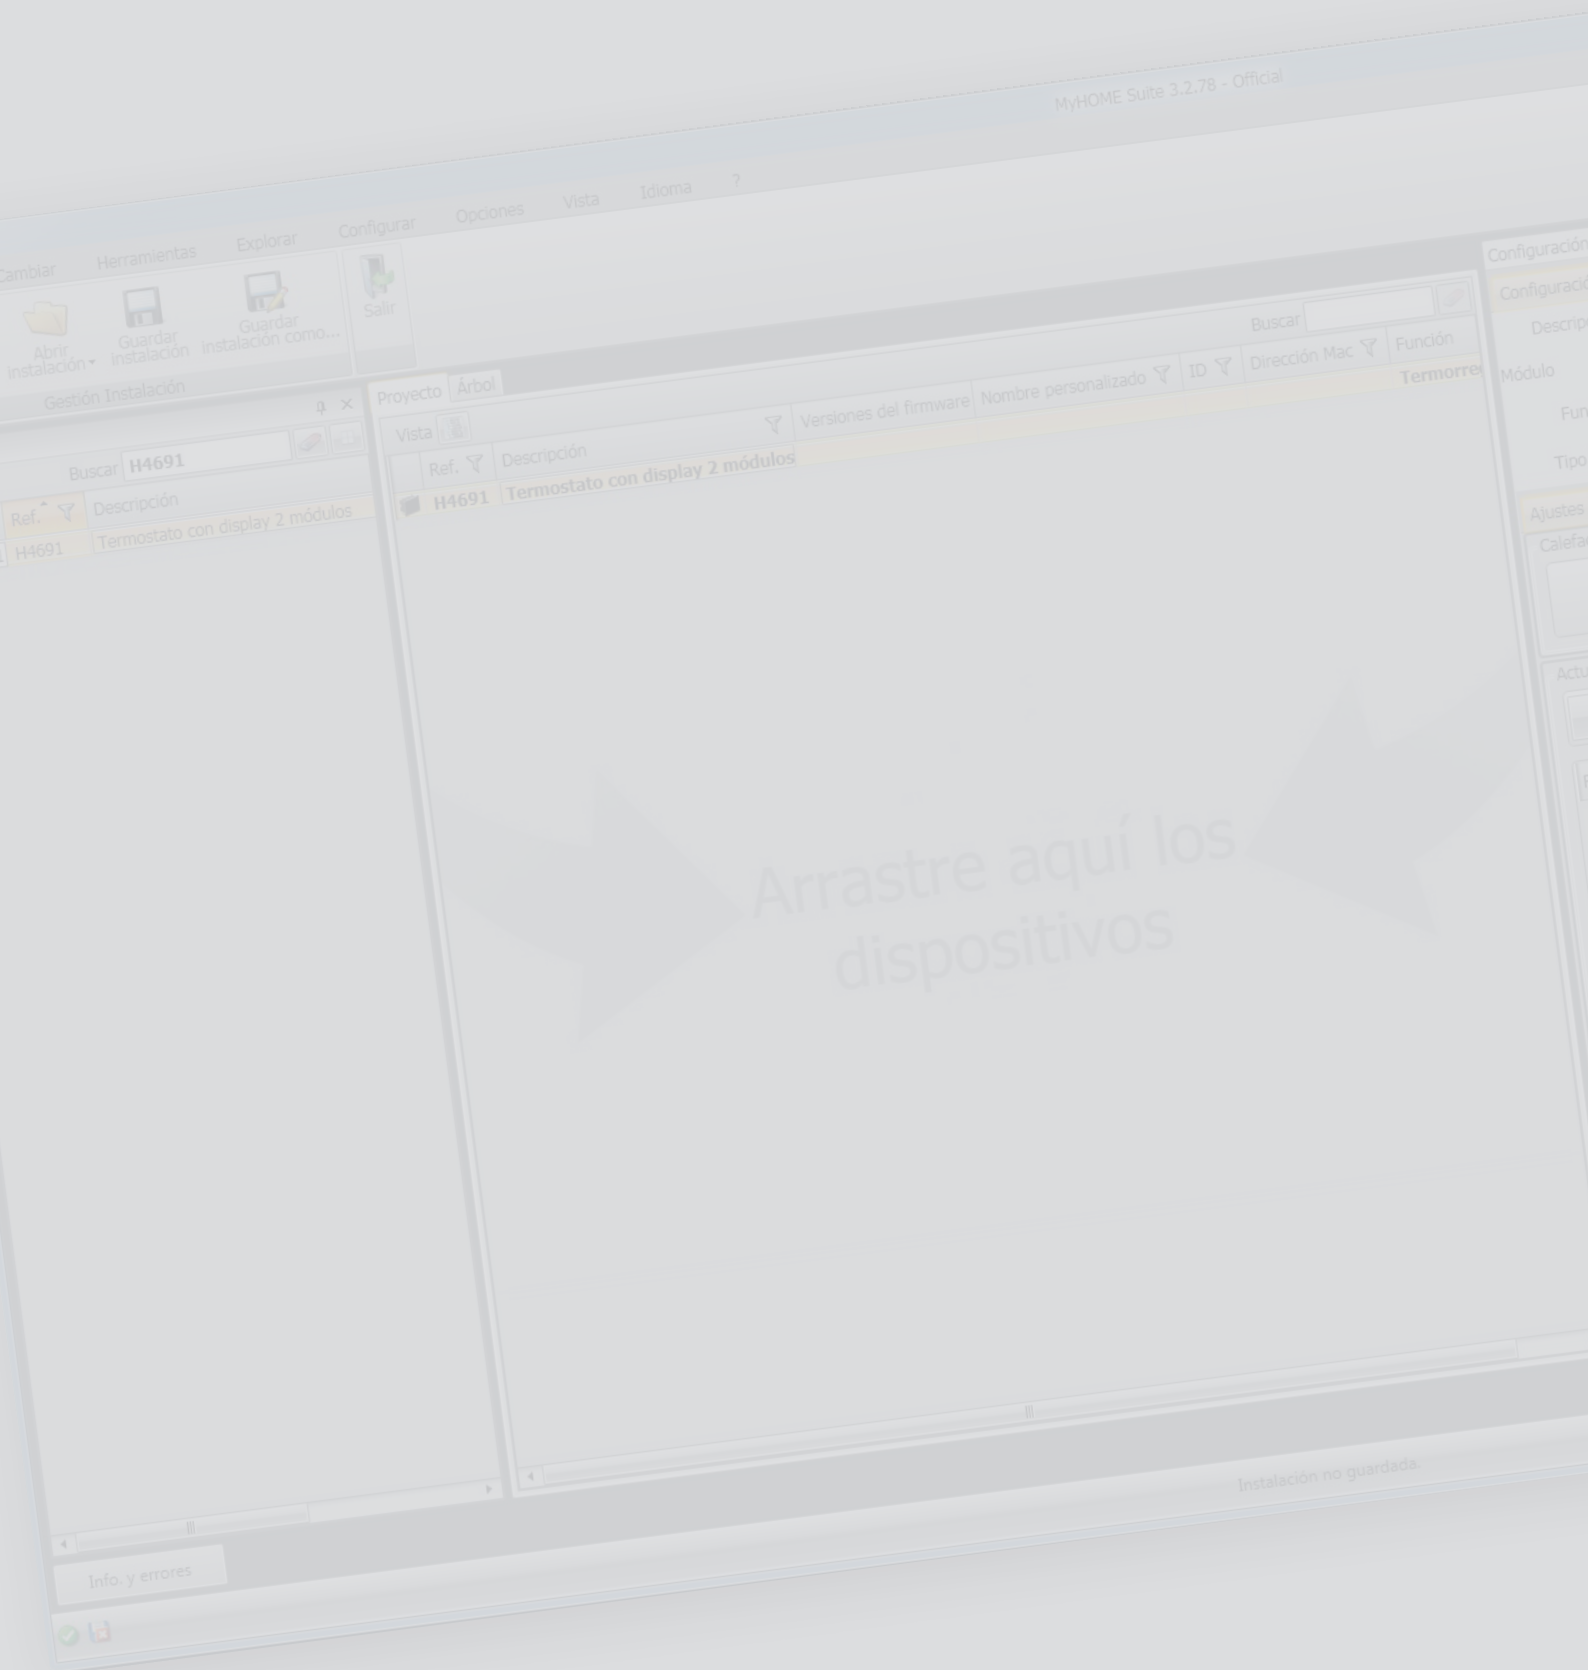 MyHOME Suite 3.2.78 - Official
Cambiar Herramientas Explorar Configurar Opciones Vista Idioma ?
Abrir
instalación
Guardar
Instalación
Guardar
Instalación como...
Salir
Gestión Instalación
Buscar H4691
Ref. Descripción
H4691 Termostato con display 2 módulos
Proyecto Árbol
Vista
Buscar
Ref. Descripción Versiones del firmware Nombre personalizado ID Dirección Mac Función
H4691 Termostato con display 2 módulos
Arrastre aquí los
dispositivos
Configuración
Módulo
Tipo
Ajustes
Instalación no guardada.
Info. y errores